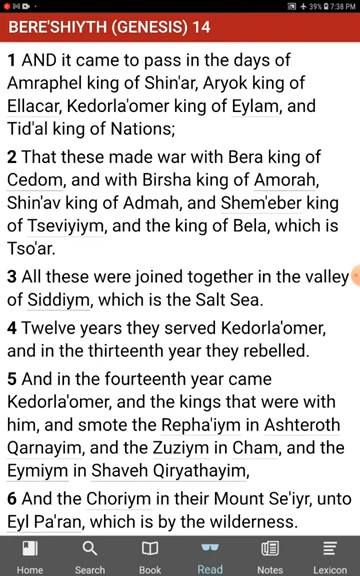 39% 7:38 PM
BERE'SHIYTH (GENESIS) 14
1 AND it came to pass in the days of
Amraphel king of Shin'ar, Aryok king of
Ellacar, Kedorla'omer king of Eylam, and
Tid'al king of Nations;
2 That these made war with Bera king of
Cedom, and with Birsha king of Amorah,
Shin'av king of Admah, and Shem'eber king
of Tseviyiym, and the king of Bela, which is
Tso'ar.
3 All these were joined together in the valley
of Siddiym, which is the Salt Sea.
4 Twelve years they served Kedorla'omer,
and in the thirteenth year they rebelled.
5 And in the fourteenth year came
Kedorla'omer, and the kings that were with
him, and smote the Repha'iym in Ashteroth
Qarnayim, and the Zuziym in Cham, and the
Eymiym in Shaveh Qiryathayim,
6 And the Choriym in their Mount Se'iyr, unto
Eyl Pa'ran, which is by the wilderness.
Home Search Book Read Notes Lexicon